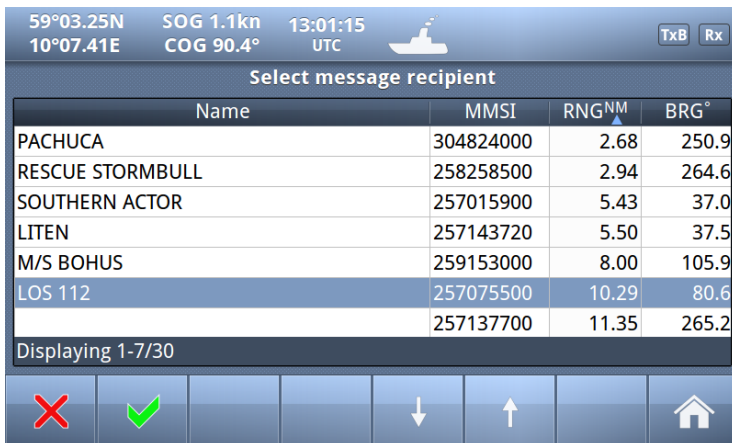 59°03.25N SOG 1.1kn 13:01:15
10°07.41E COG 90.4° UTC TxB Rx
Select message recipient
Name MMSI RNG NM BRG°
PACHUCA 304824000 2.68 250.9
RESCUE STORMBULL 258258500 2.94 264.6
SOUTHERN ACTOR 257015900 5.43 37.0
LITEN 257143720 5.50 37.5
M/S BOHUS 259153000 8.00 105.9
LOS 112 257075500 10.29 80.6
257137700 11.35 265.2
Displaying 1-7/30